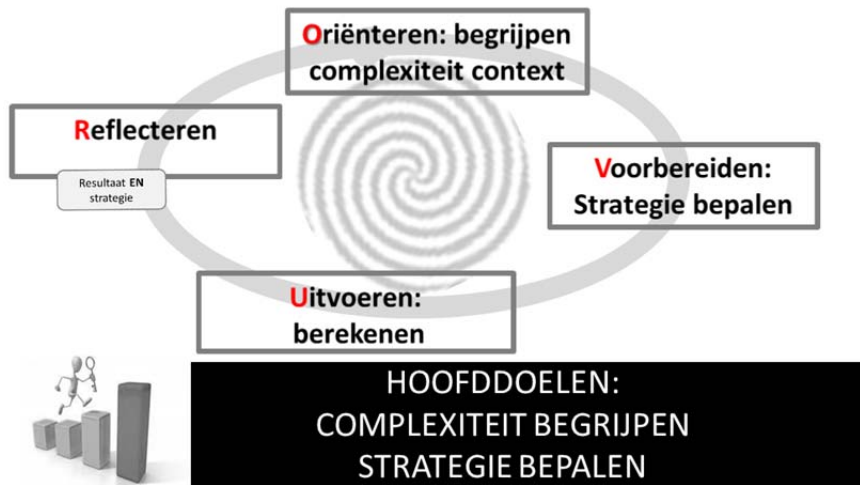 Oriënteren: begrijpen
complexiteit context
Reflecteren
Resultaat EN
strategie
Voorbereiden:
Strategie bepalen
Uitvoeren:
berekenen
HOOFDDOELEN:
COMPLEXITEIT BEGRIJPEN
STRATEGIE BEPALEN